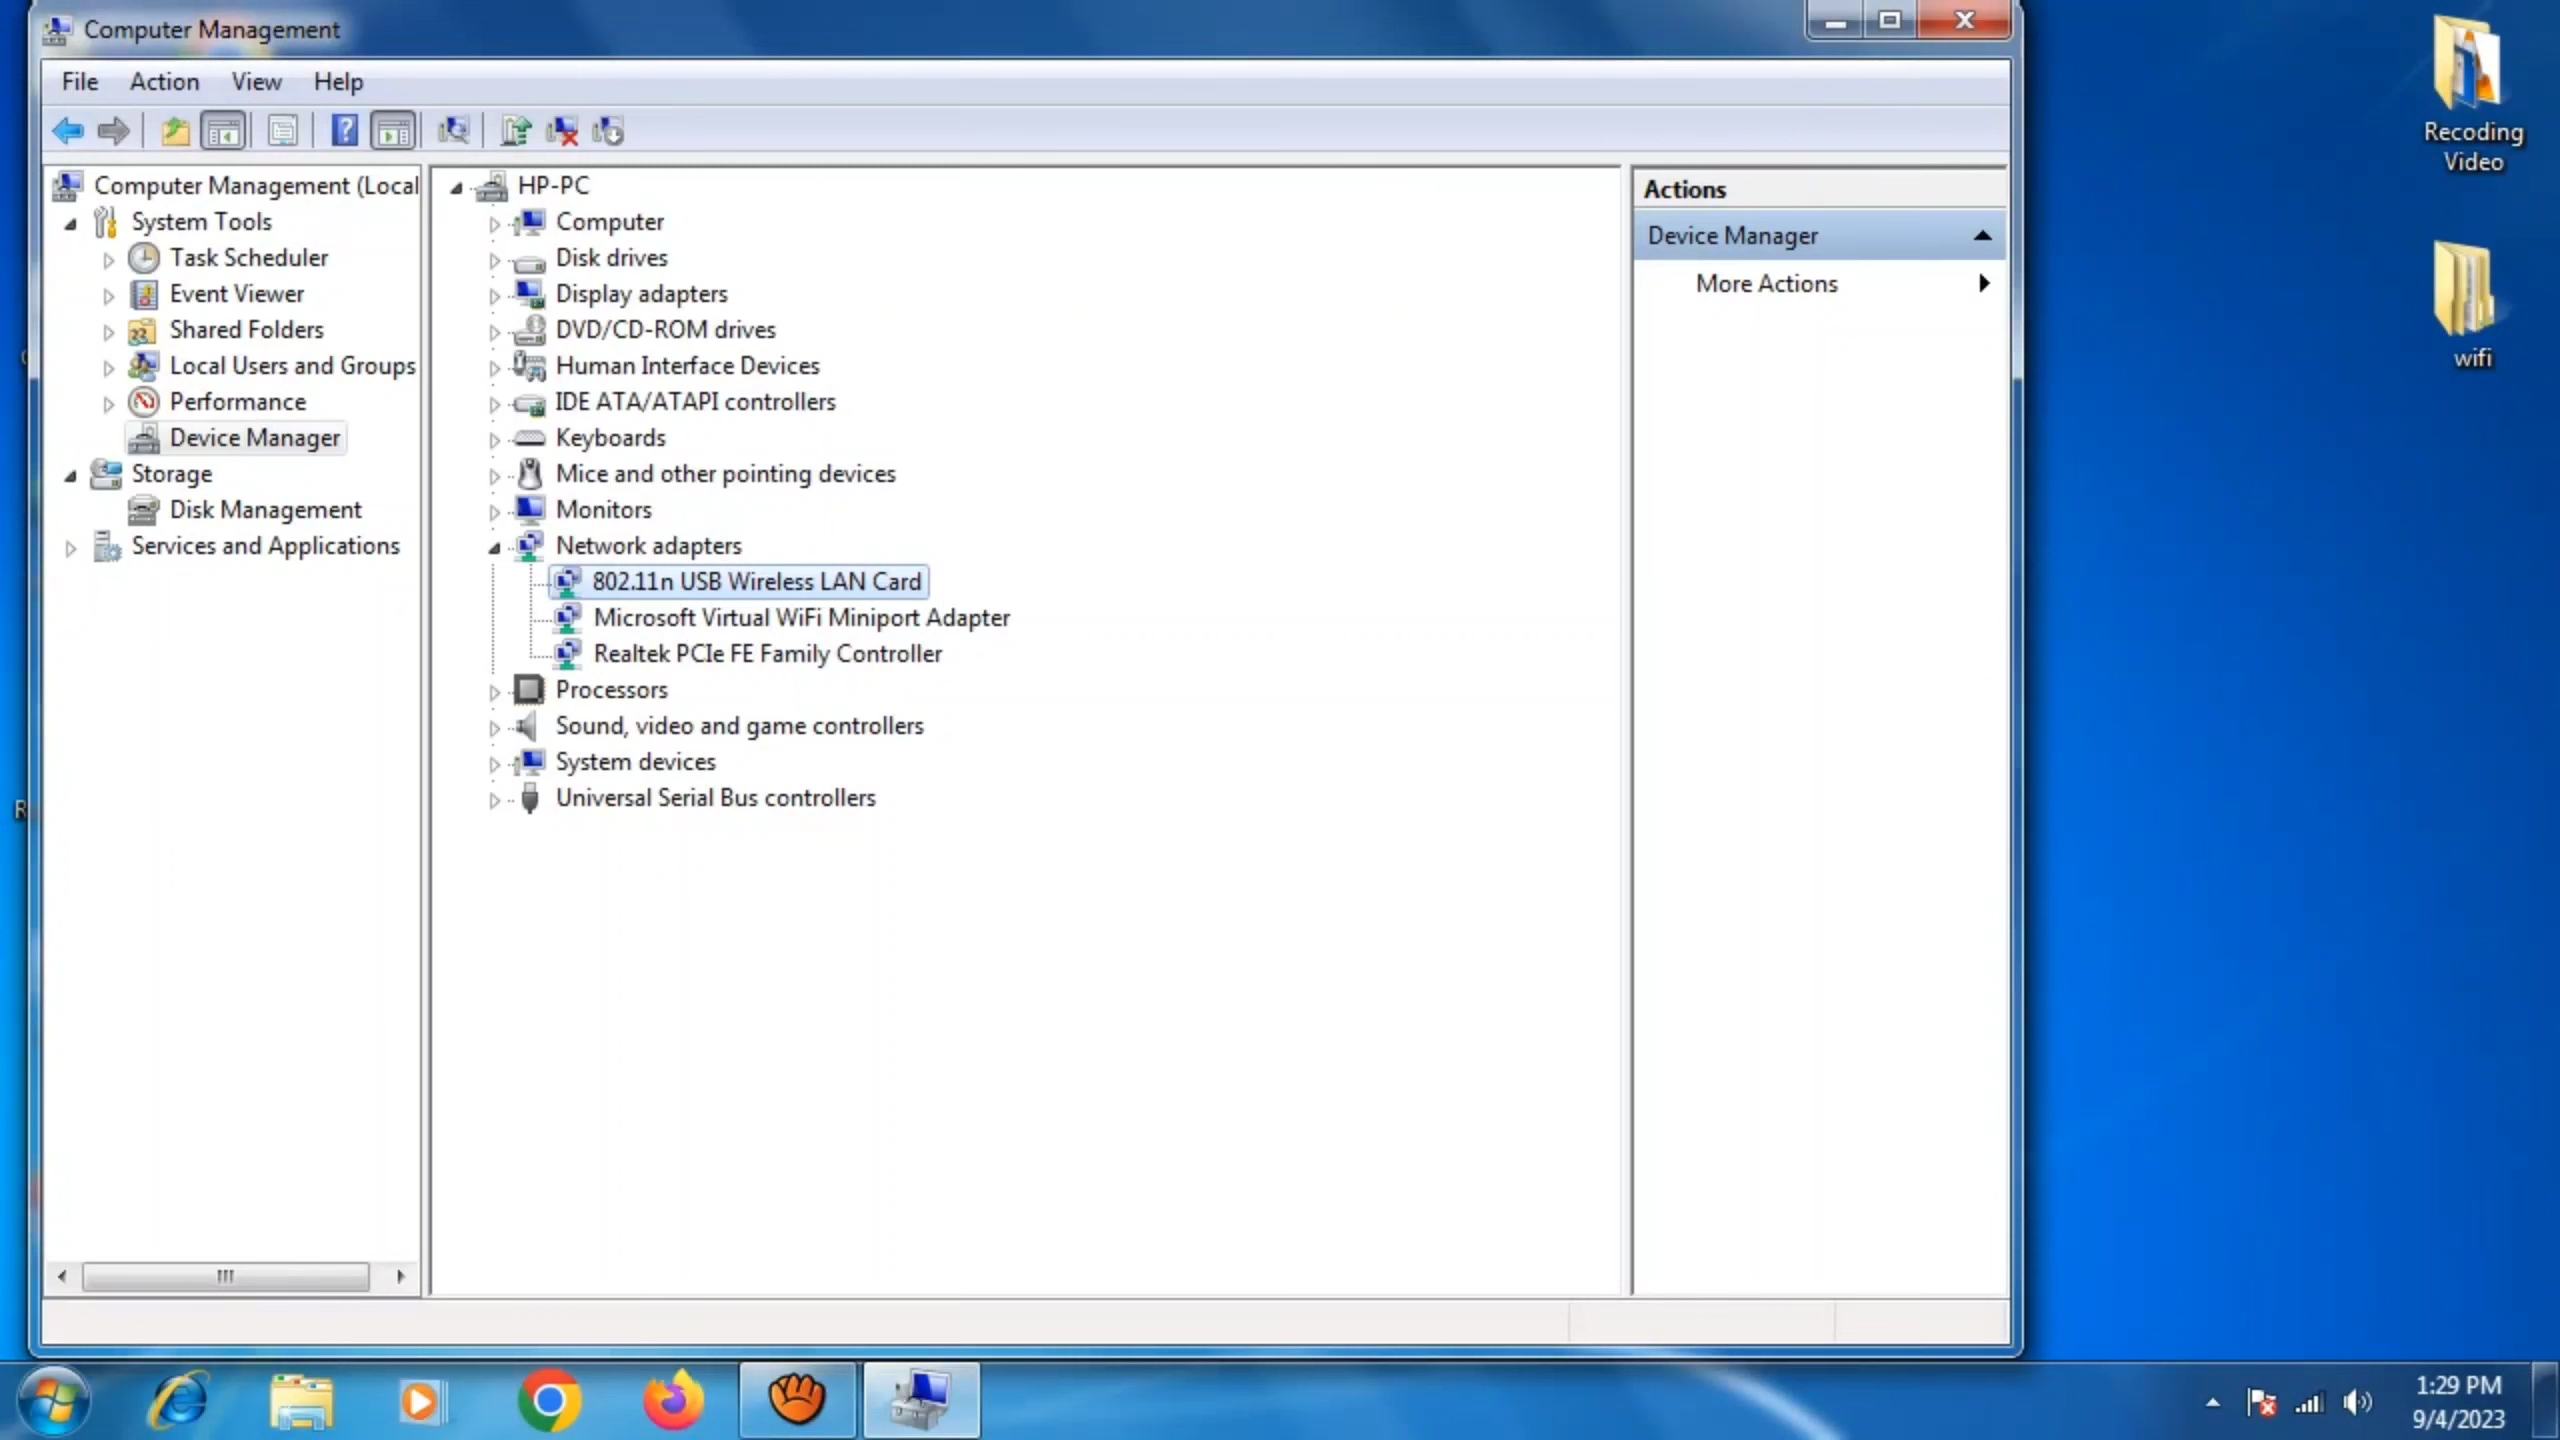 Computer Management
File Action View Help
Computer Management (Local
System Tools
Task Scheduler
Event Viewer
Shared Folders
Local Users and Groups
Performance
Device Manager
Storage
Disk Management
Services and Applications
HP-PC
Computer
Disk drives
Display adapters
DVD/CD-ROM drives
Human Interface Devices
IDE ATA/ATAPI controllers
Keyboards
Mice and other pointing devices
Monitors
Network adapters
802.11n USB Wireless LAN Card
Microsoft Virtual WiFi Miniport Adapter
Realtek PCIe FE Family Controller
Processors
Sound, video and game controllers
System devices
Universal Serial Bus controllers
Actions
Device Manager
More Actions
Recoding
Video
wifi
R
1:29 PM
9/4/2023